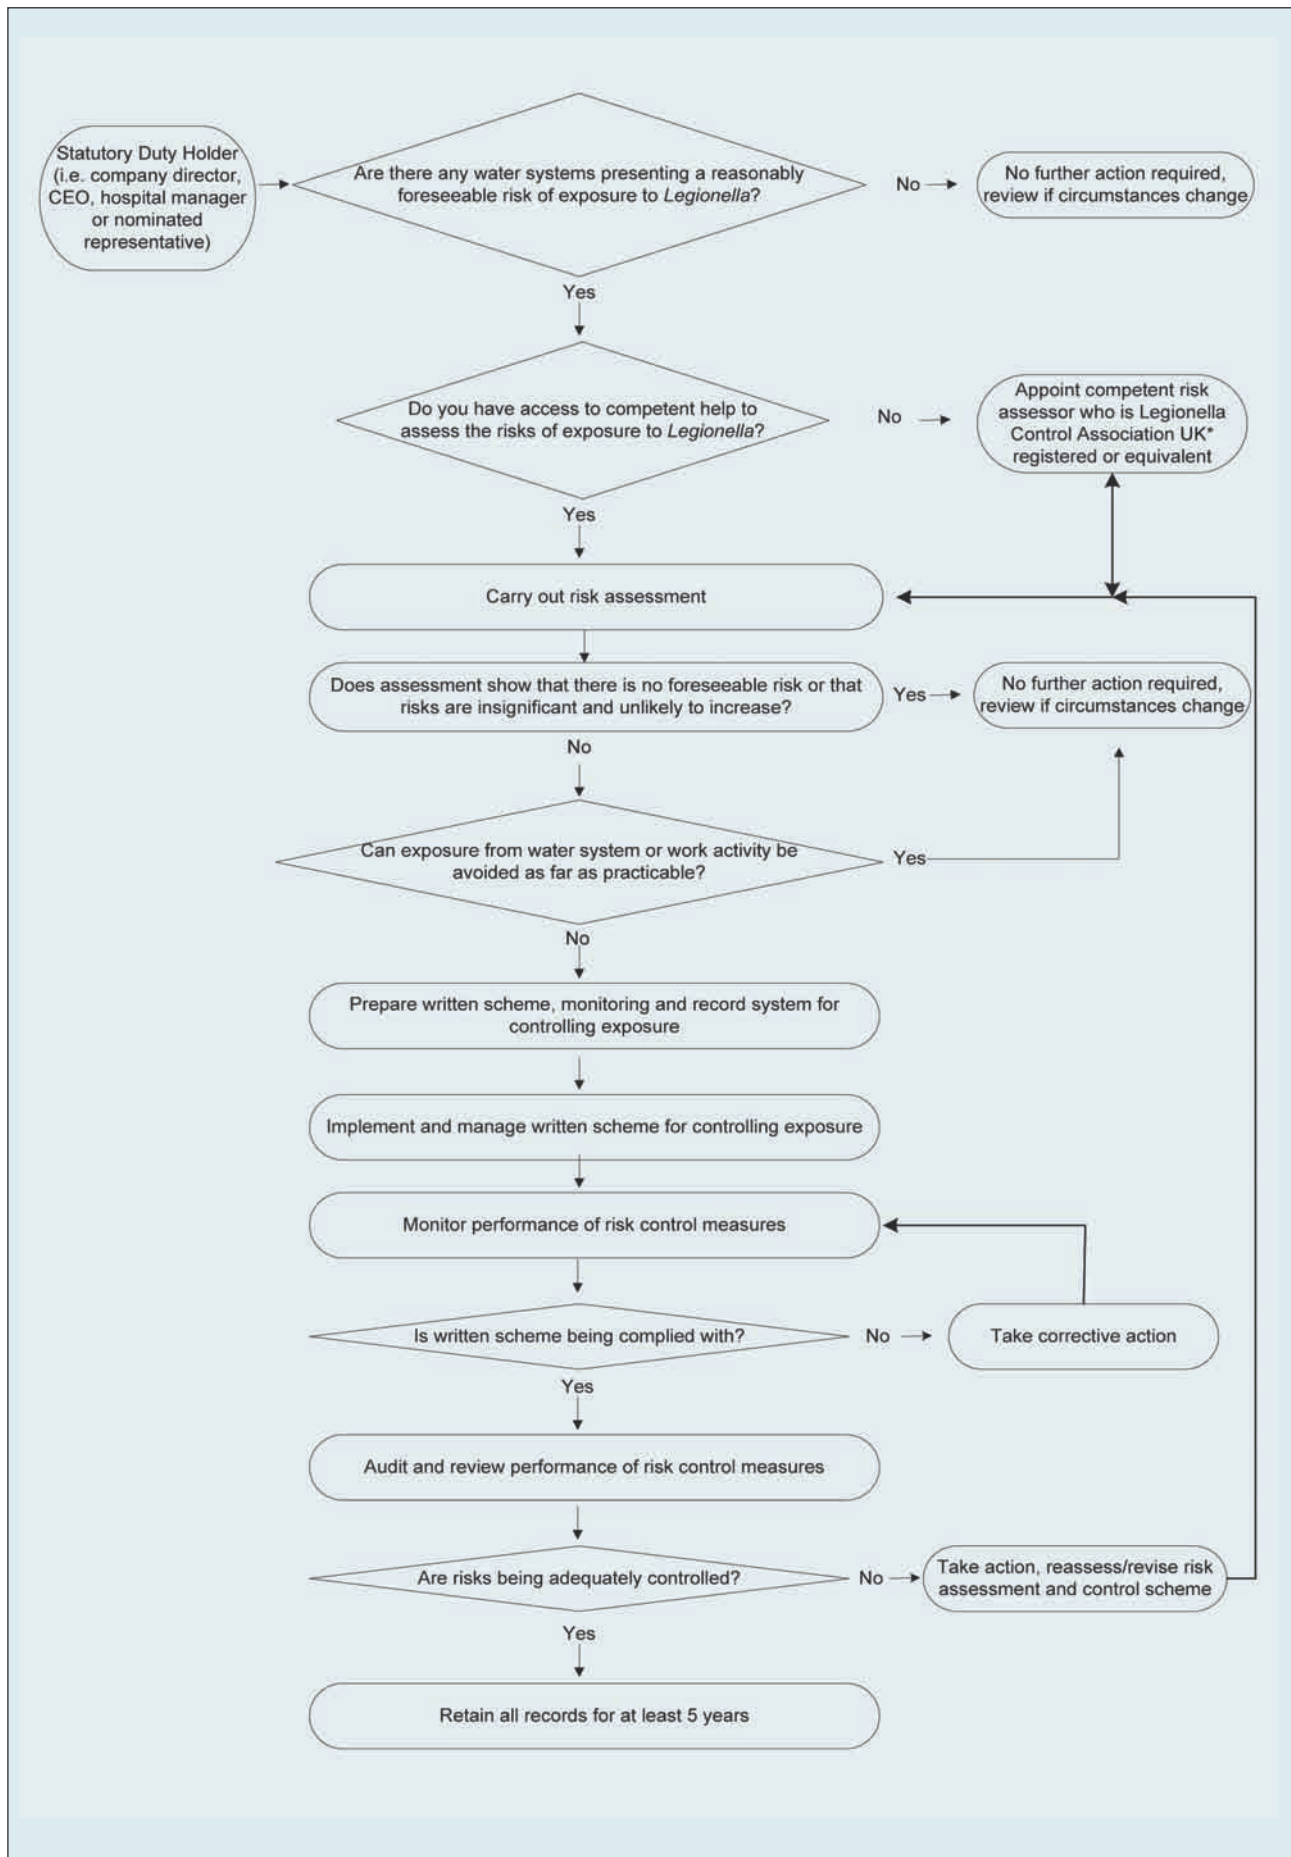 Statutory Duty Holder
(i.e. company director,
CEO, hospital manager
or nominated
representative)
Are there any water systems presenting a reasonably
foreseeable risk of exposure to Legionella?
No
No further action required,
review if circumstances change
Yes
Do you have access to competent help to
assess the risks of exposure to Legionella?
No
Appoint competent risk
assessor who is Legionella
Control Association UK*
registered or equivalent
Yes
Carry out risk assessment
Does assessment show that there is no foreseeable risk or that
risks are insignificant and unlikely to increase?
Yes
No further action required,
review if circumstances change
No
Can exposure from water system or work activity be
avoided as far as practicable?
Yes
No
Prepare written scheme, monitoring and record system for
controlling exposure
Implement and manage written scheme for controlling exposure
Monitor performance of risk control measures
Is written scheme being complied with?
No
Take corrective action
Yes
Audit and review performance of risk control measures
Are risks being adequately controlled?
No
Take action, reassess/revise risk
assessment and control scheme
Yes
Retain all records for at least 5 years